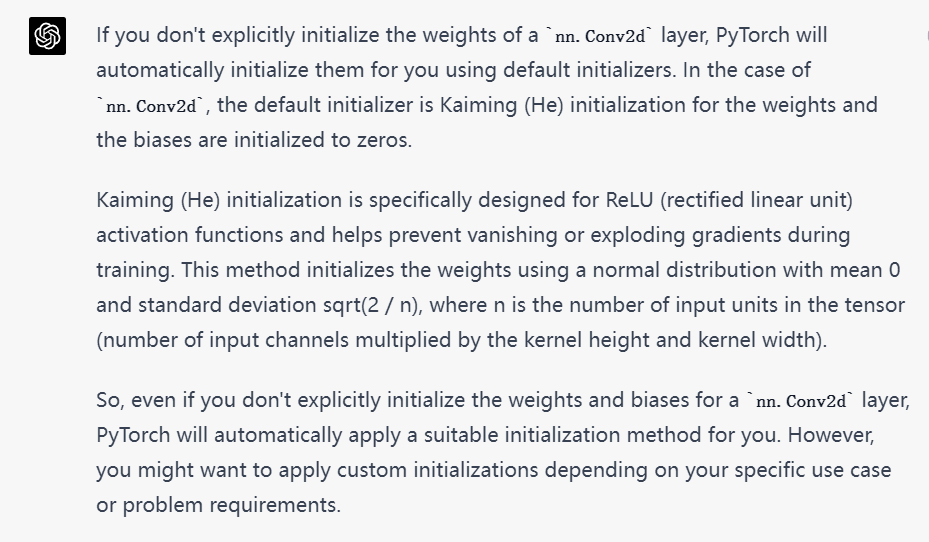 If you don't explicitly initialize the weights of a `nn.Conv2d` layer, PyTorch will
automatically initialize them for you using default initializers. In the case of
`nn.Conv2d`, the default initializer is Kaiming (He) initialization for the weights and
the biases are initialized to zeros.
Kaiming (He) initialization is specifically designed for ReLU (rectified linear unit)
activation functions and helps prevent vanishing or exploding gradients during
training. This method initializes the weights using a normal distribution with mean 0
and standard deviation sqrt(2 / n), where n is the number of input units in the tensor
(number of input channels multiplied by the kernel height and kernel width).
So, even if you don't explicitly initialize the weights and biases for a `nn.Conv2d` layer,
PyTorch will automatically apply a suitable initialization method for you. However,
you might want to apply custom initializations depending on your specific use case
or problem requirements.